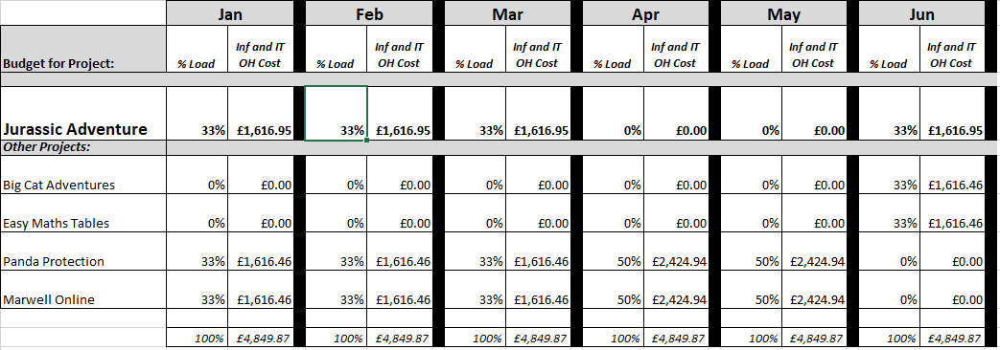 Jan Feb Mar Apr May Jun
Inf and IT Inf and IT Inf and IT Inf and IT Inf and IT Inf and IT
Budget for Project: % Load OH Cost % Load OH Cost % Load OH Cost % Load OH Cost % Load OH Cost % Load OH Cost
Jurassic Adventure 33% £1,616.95 33% £1,616.95 33% £1,616.95 0% £0.00 0% £0.00 33% £1,616.95
Other Projects:
Big Cat Adventures 0% £0.00 0% £0.00 0% £0.00 0% £0.00 0% £0.00 33% £1,616.46
Easy Maths Tables 0% £0.00 0% £0.00 0% £0.00 0% £0.00 0% £0.00 33% £1,616.46
Panda Protection 33% £1,616.46 33% £1,616.46 33% £1,616.46 50% £2,424.94 50% £2,424.94 0% £0.00
Marwell Online 33% £1,616.46 33% £1,616.46 33% £1,616.46 50% £2,424.94 50% £2,424.94 0% £0.00
100% £4,849.87 100% £4,849.87 100% £4,849.87 100% £4,849.87 100% £4,849.87 100% £4,849.87